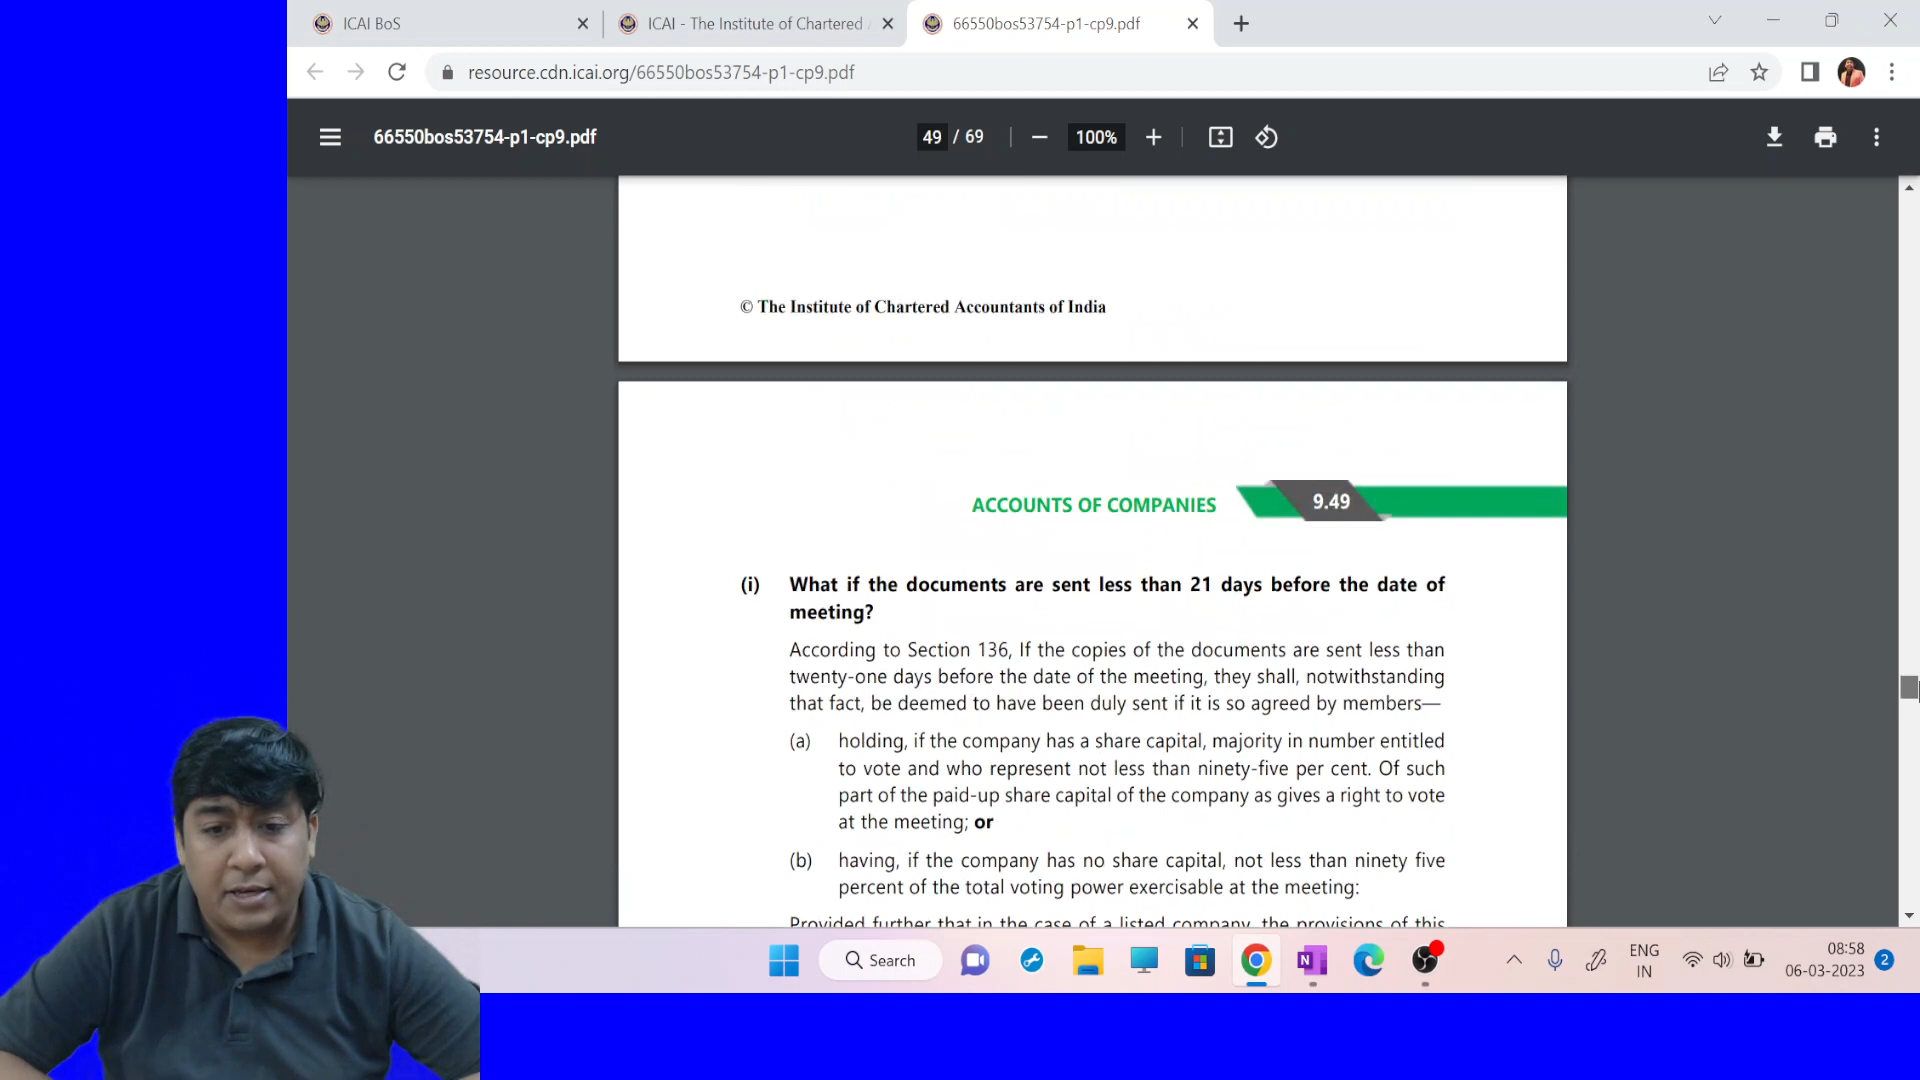 ICAI BoS
ICAI - The Institute of Chartered
66550bos53754-p1-cp9.pdf
resource.cdn.icai.org/66550bos53754-p1-cp9.pdf
66550bos53754-p1-cp9.pdf
49 / 69
100%
© The Institute of Chartered Accountants of India
ACCOUNTS OF COMPANIES
9.49
(i) What if the documents are sent less than 21 days before the date of
meeting?
According to Section 136, If the copies of the documents are sent less than
twenty-one days before the date of the meeting, they shall, notwithstanding
that fact, be deemed to have been duly sent if it is so agreed by members—
(a) holding, if the company has a share capital, majority in number entitled
to vote and who represent not less than ninety-five per cent. Of such
part of the paid-up share capital of the company as gives a right to vote
at the meeting; or
(b) having, if the company has no share capital, not less than ninety five
percent of the total voting power exercisable at the meeting:
Provided further that in the case of a listed company, the provisions of this
Search
N
ENG
IN
08:58
06-03-2023
2